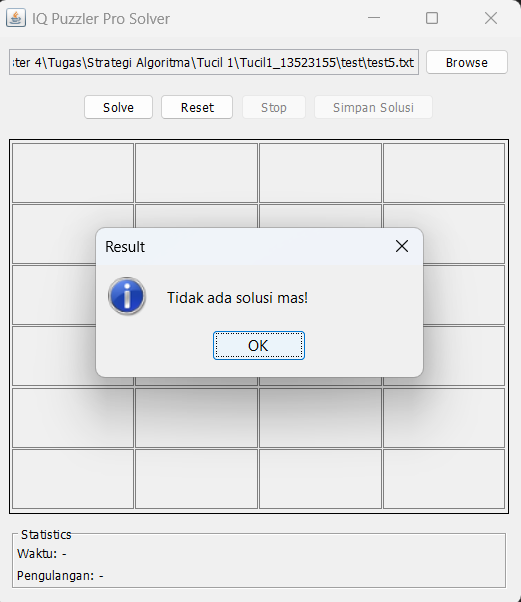 IQ Puzzler Pro Solver
ster 4\Tugas\Strategi Algoritma\Tucil 1\Tucil1_13523155\test\test5.txt Browse
Solve Reset Stop Simpan Solusi
Result
Tidak ada solusi mas!
OK
Statistics
Waktu: -
Pengulangan: -